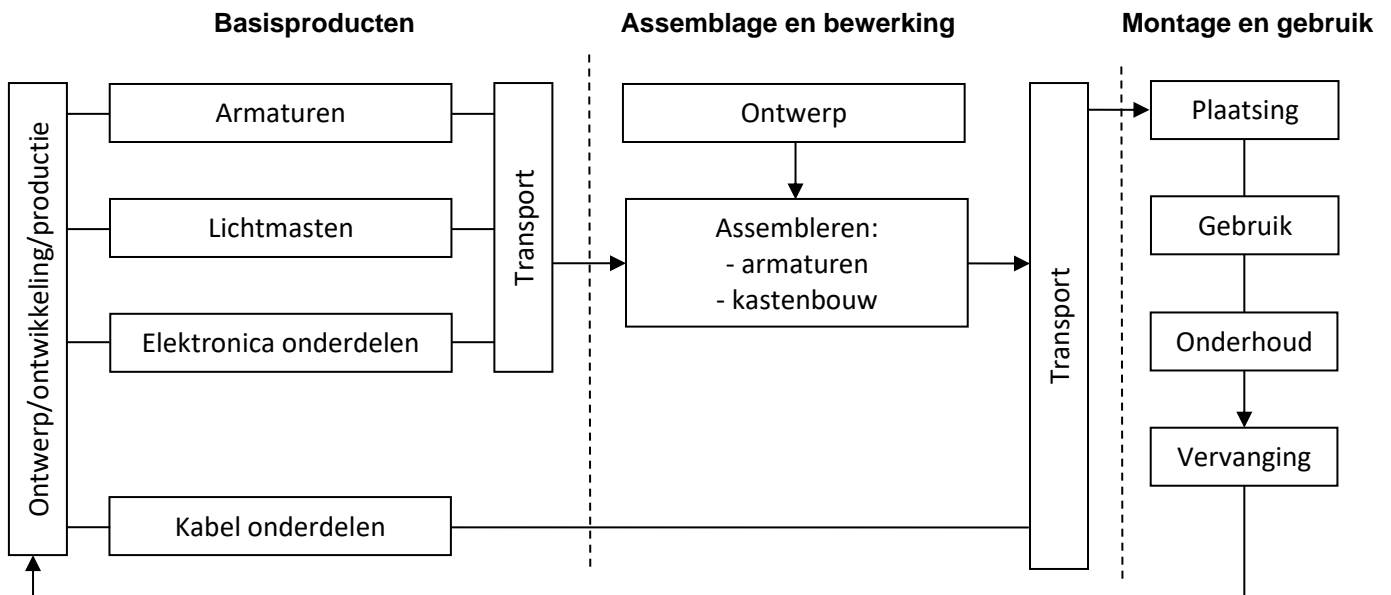 Basisproducten
Assemblage en bewerking
Montage en gebruik
Ontwerp/ontwikkeling/productie
Armaturen
Lichtmasten
Elektronica onderdelen
Kabel onderdelen
Transport
Ontwerp
Assembleren:
- armaturen
- kastenbouw
Transport
Plaatsing
Gebruik
Onderhoud
Vervanging